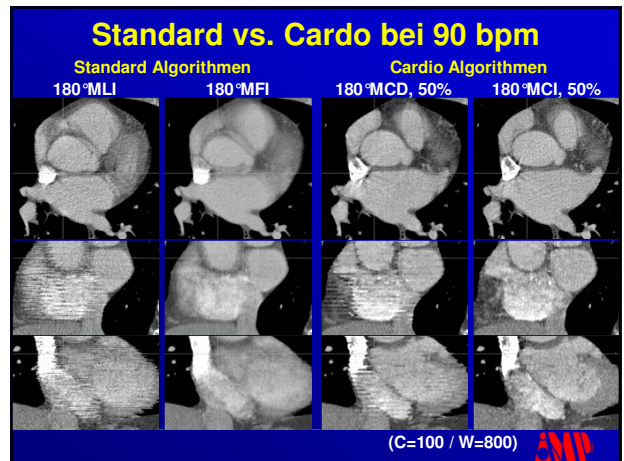 Standard vs. Cardo bei 90 bpm
Standard Algorithmen Cardio Algorithmen
180°MLI 180°MFI 180°MCD, 50% 180°MCI, 50%
(C=100 / W=800) IMP